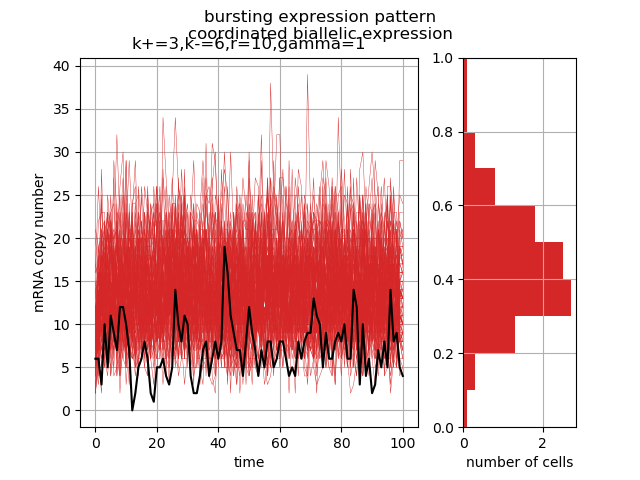 bursting expression pattern
coordinated biallelic expression
k+=3,k-=6,r=10,gamma=1
40
35
30
25
20
15
10
5
0
mRNA copy number
0 20 40 60 80 100
time
1.0
0.8
0.6
0.4
0.2
0.0
0 2
number of cells